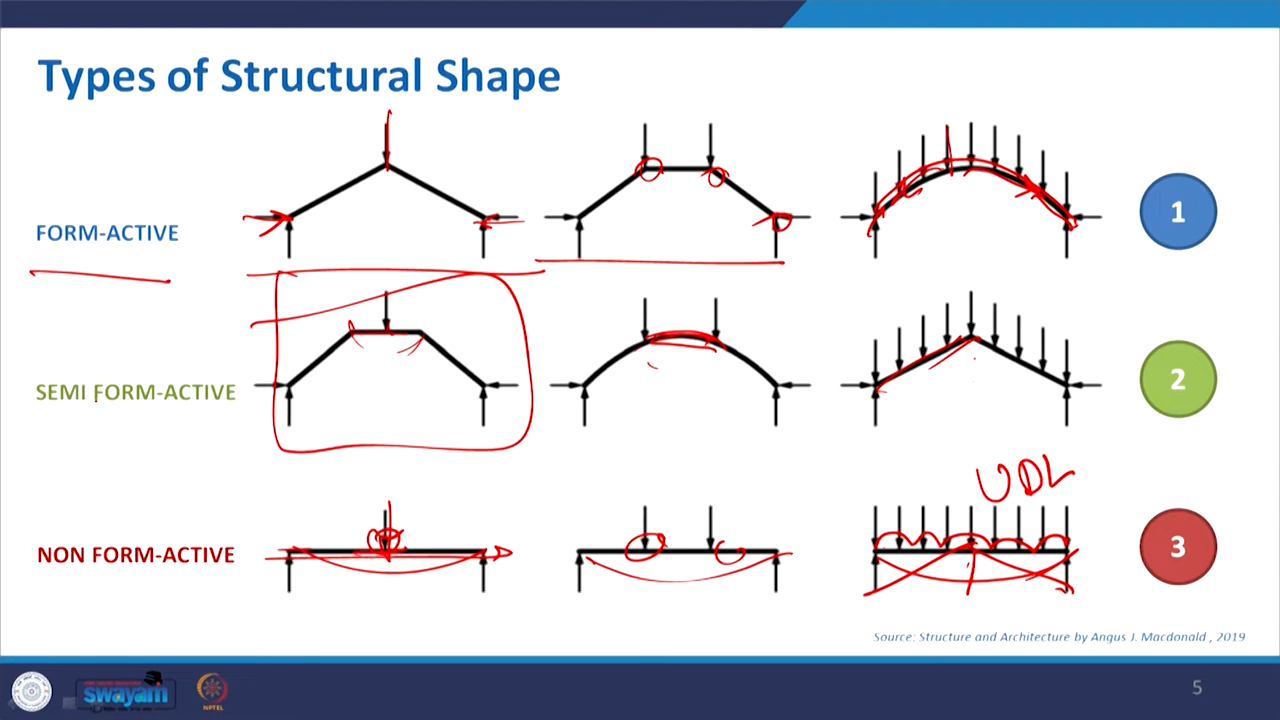 Types of Structural Shape
FORM-ACTIVE
1
SEMI FORM-ACTIVE
2
UDL
NON FORM-ACTIVE
3
Source: Structure and Architecture by Angus J. Macdonald , 2019
swayam
NPTEL
5